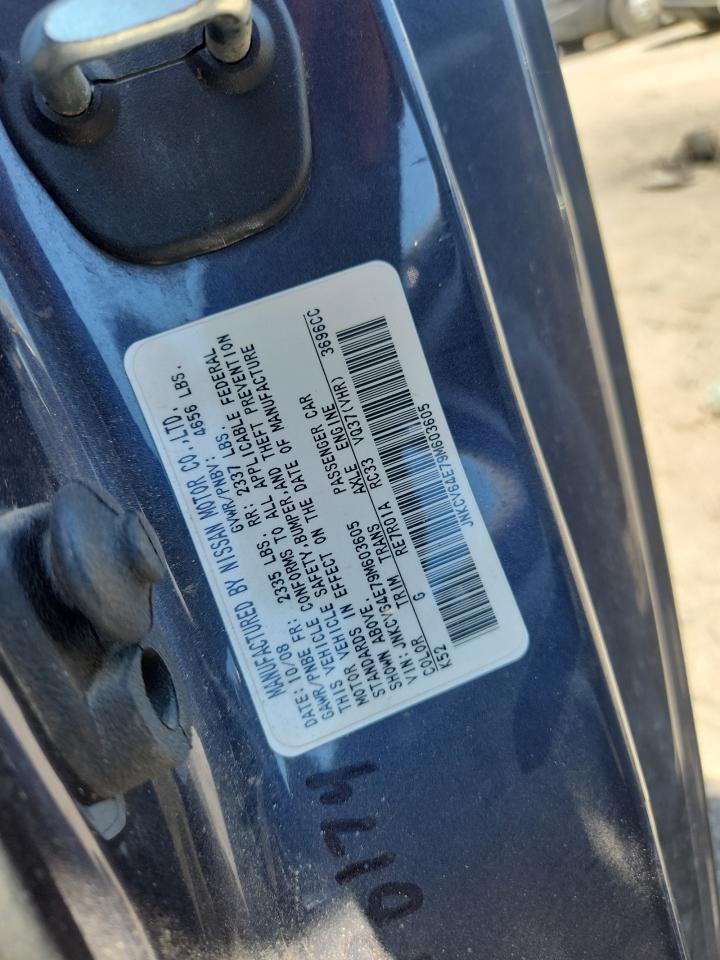 MANUFACTURED BY NISSAN MOTOR CO.,LTD.
DATE: 10/08 GVWR/PNBV: 4656 LBS.
GAWR/PNBE FR: 2335 LBS. RR: 2337 LBS.
THIS VEHICLE CONFORMS TO ALL APPLICABLE FEDERAL
MOTOR VEHICLE SAFETY BUMPER,AND THEFT PREVENTION
STANDARDS IN EFFECT ON THE DATE OF MANUFACTURE
SHOWN ABOVE.
VIN: JNKCV64E79M603605 PASSENGER CAR
COLOR TRIM TRANS AXLE ENGINE
K52 G RE7R01A RC33 VQ37(VHR) 3696CC
JNKCV64E79M603605